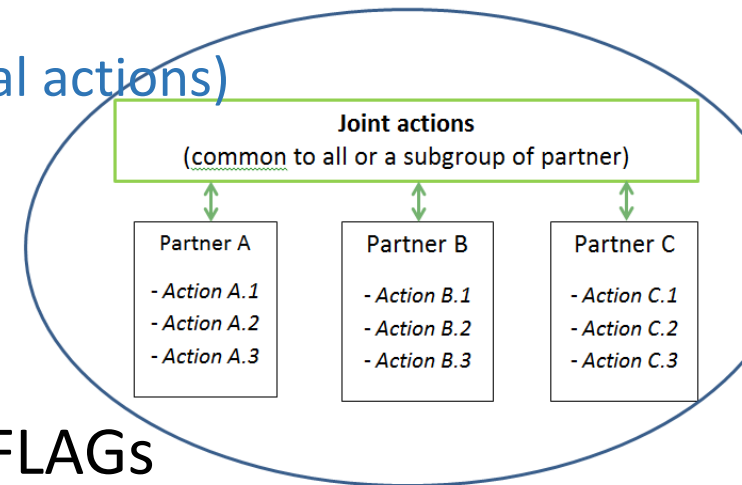 al actions)
Joint actions
(common to all or a subgroup of partner)
Partner A
- Action A.1
- Action A.2
- Action A.3
Partner B
- Action B.1
- Action B.2
- Action B.3
Partner C
- Action C.1
- Action C.2
- Action C.3
FLAGs